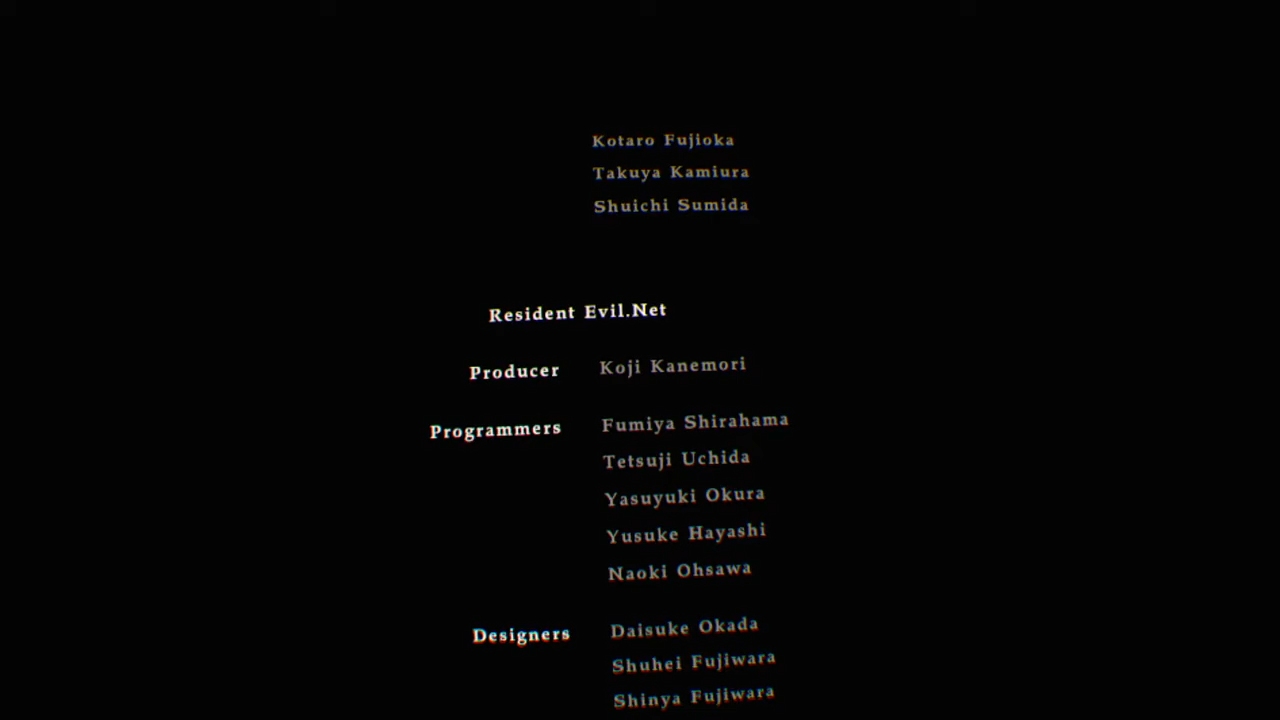 Kotaro Fujioka
Takuya Kamiura
Shuichi Sumida
Resident Evil.Net
Producer Koji Kanemori
Programmers Fumiya Shirahama
Tetsuji Uchida
Yasuyuki Okura
Yusuke Hayashi
Naoki Ohsawa
Designers Daisuke Okada
Shuhei Fujiwara
Shinya Fujiwara